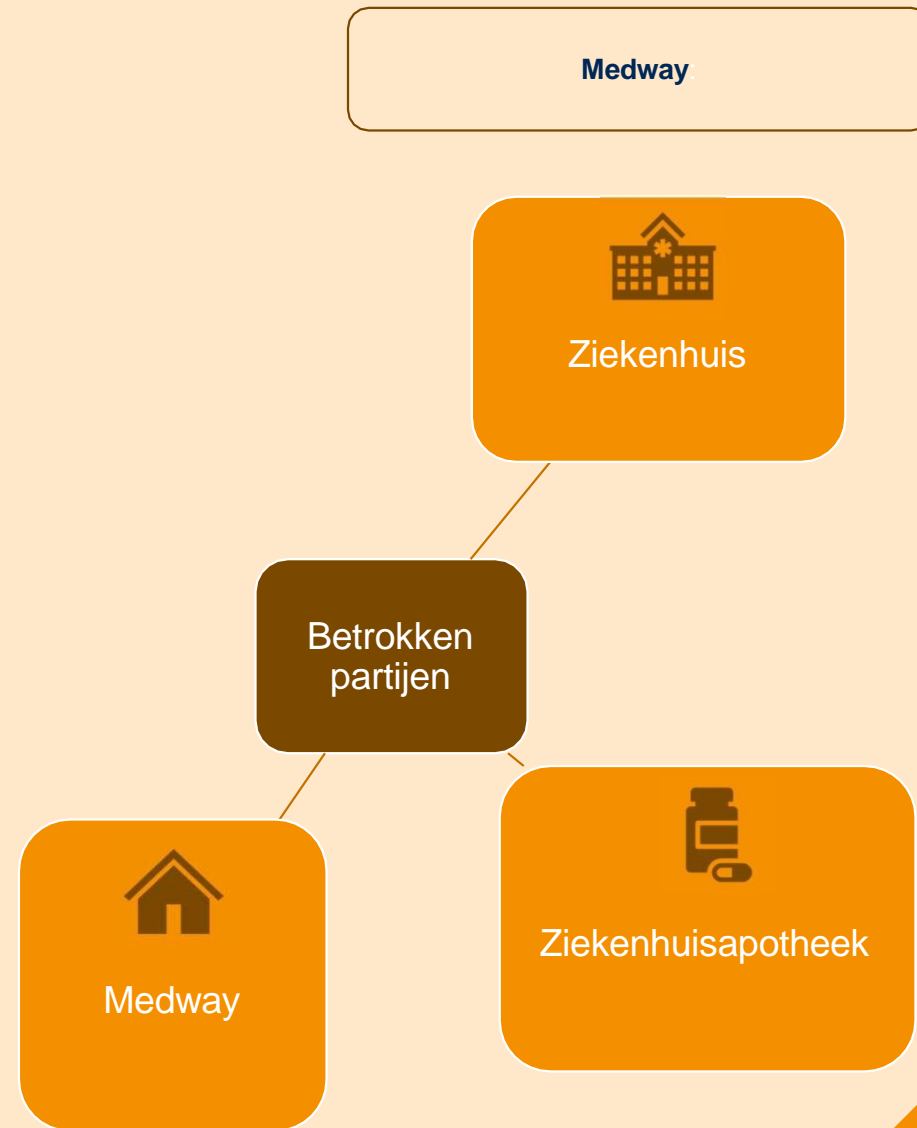 Medway:
Ziekenhuis
Betrokken
partijen
Ziekenhuisapotheek
Medway